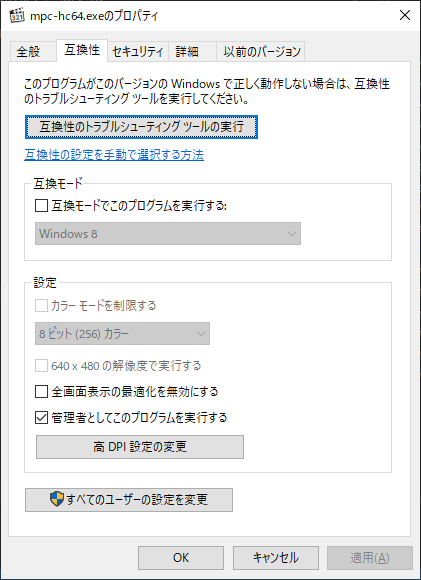 mpc-hc64.exeのプロパティ
全般 互換性 セキュリティ 詳細 以前のバージョン
このプログラムがこのバージョンの Windows で正しく動作しない場合は、互換性
のトラブルシューティング ツールを実行してください。
互換性のトラブルシューティング ツールの実行
互換性の設定を手動で選択する方法
互換モード
互換モードでこのプログラムを実行する:
Windows 8
設定
カラー モードを制限する
8 ビット (256) カラー
640 x 480 の解像度で実行する
全画面表示の最適化を無効にする
管理者としてこのプログラムを実行する
高 DPI 設定の変更
すべてのユーザーの設定を変更
OK キャンセル 適用(A)